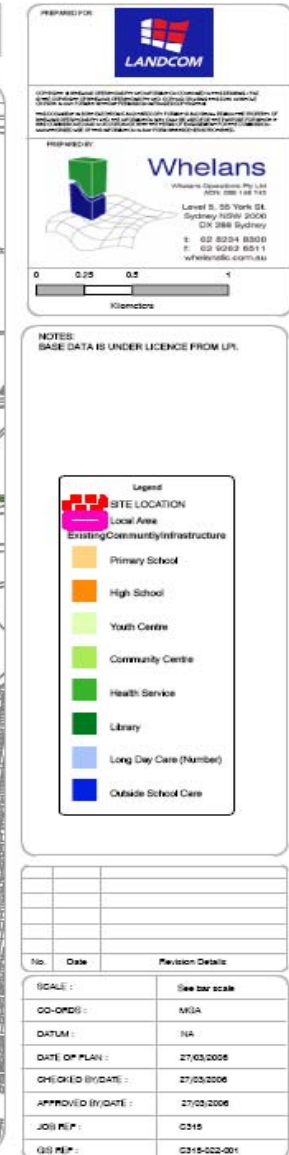 PREPARED FOR:
LANDCOM
PREPARED BY:
Whelans
Whelans Operations Pty Ltd
Level 5, 55 York St.
Sydney NSW 2000
DX 288 Sydney
t: 02 8234 8300
f: 02 9262 6511
whelansllc.com.au
0 0.25 0.5 1
Kilometers
NOTES:
BASE DATA IS UNDER LICENCE FROM LPI.
Legend
SITE LOCATION
Local Area
ExistingCommuntiyInfrastructure
Primary School
High School
Youth Centre
Community Centre
Health Service
Library
Long Day Care (Number)
Outside School Care
No. Date Revision Details
SCALE : See bar scale
CO-ORDS : MGA
DATUM : NA
DATE OF PLAN : 27/03/2006
CHECKED BY/DATE : 27/03/2006
APPROVED BY/DATE : 27/03/2006
JOB REF : C315
GIS REF : C315-022-001